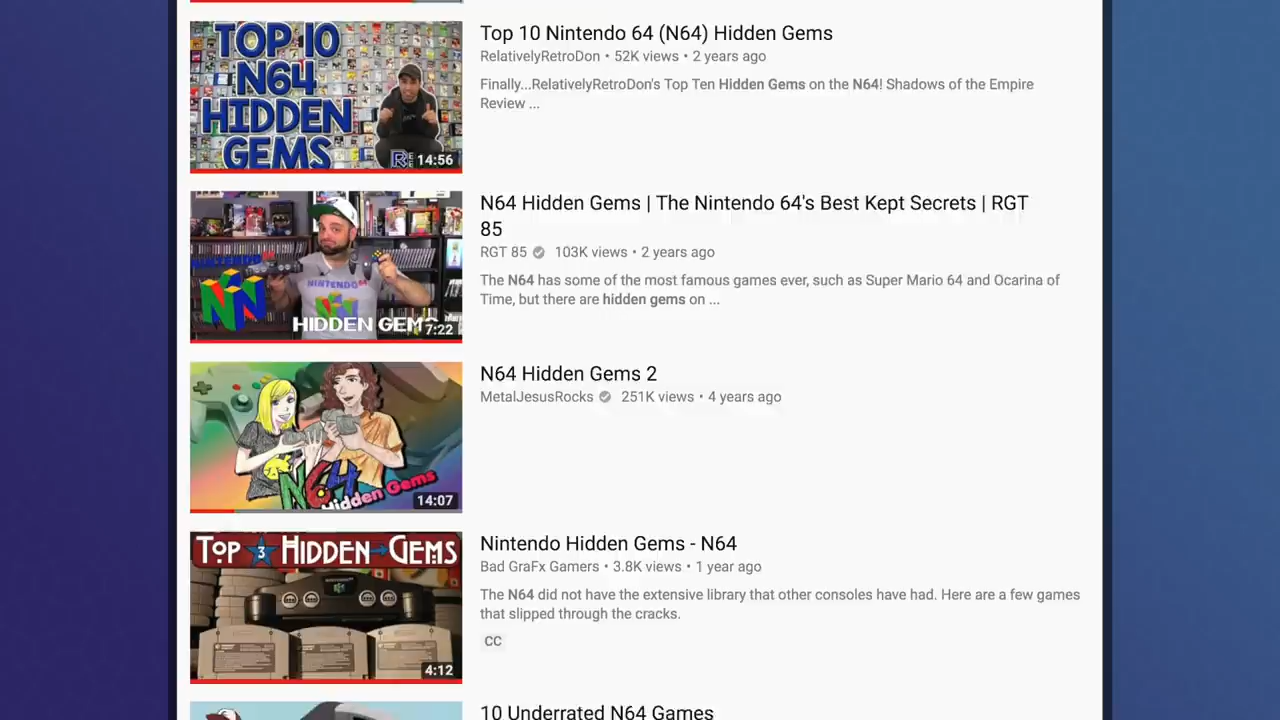 TOP 10
N64
HIDDEN
GEMS
14:56
Top 10 Nintendo 64 (N64) Hidden Gems
RelativelyRetroDon • 52K views • 2 years ago
Finally...RelativelyRetroDon's Top Ten Hidden Gems on the N64! Shadows of the Empire
Review ...
NINTENDO 64
HIDDEN GEMS
7:22
N64 Hidden Gems | The Nintendo 64's Best Kept Secrets | RGT
85
RGT 85 103K views • 2 years ago
The N64 has some of the most famous games ever, such as Super Mario 64 and Ocarina of
Time, but there are hidden gems on ...
N64
Hidden Gems
14:07
N64 Hidden Gems 2
MetalJesusRocks 251K views • 4 years ago
TOP 3 HIDDEN GEMS
4:12
Nintendo Hidden Gems - N64
Bad GraFx Gamers • 3.8K views • 1 year ago
The N64 did not have the extensive library that other consoles have had. Here are a few games
that slipped through the cracks.
CC
10 Underrated N64 Games